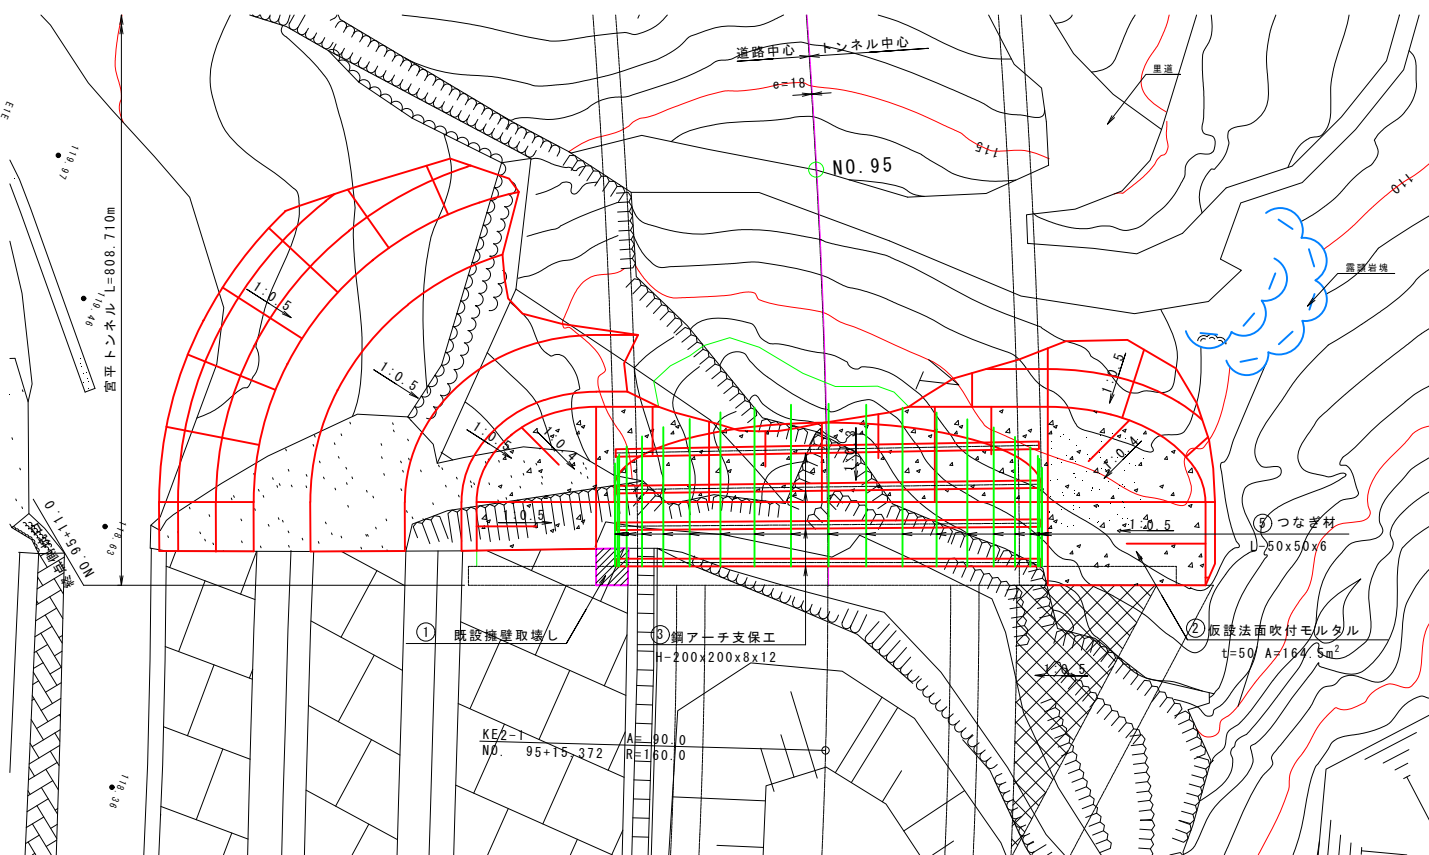 道路中心
トンネル中心
e=18
里道
115
NO.95
110
露頭岩塊
119.97
宮平トンネル L=808.710m
119.46
1:0.5
1:0.5
1:0.5
1:0.5
1:0.5
1:0.5
118.63
NO.95+11.0
⑤ つなぎ材
L-50x50x6
① 既設擁壁取壊し
③ 鋼アーチ支保工
H-200x200x8x12
② 仮設法面吹付モルタル
t=50 A=164.5m²
1:0.5
KE2-1 A= 90.0
NO. 95+15.372 R=160.0
118.36